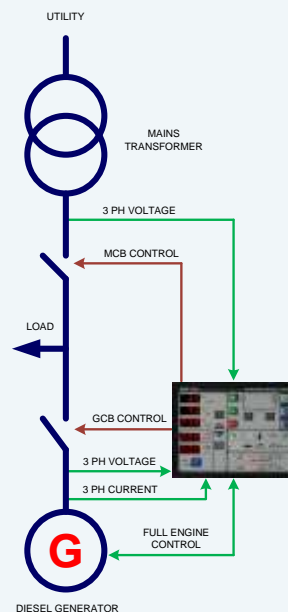 UTILITY
MAINS
TRANSFORMER
3 PH VOLTAGE
MCB CONTROL
LOAD
GCB CONTROL
3 PH VOLTAGE
3 PH CURRENT
FULL ENGINE
CONTROL
G
DIESEL GENERATOR